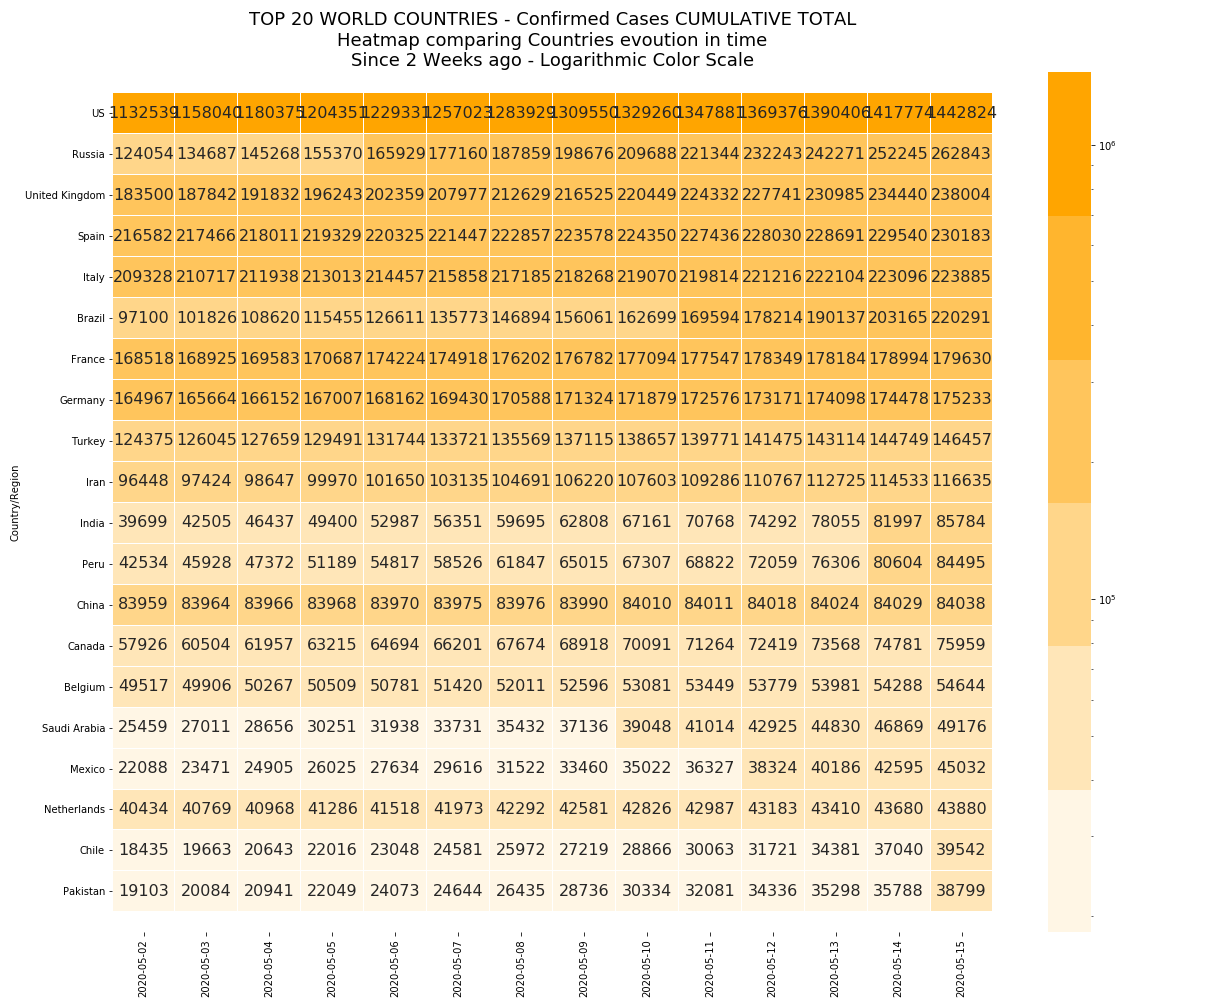 TOP 20 WORLD COUNTRIES - Confirmed Cases CUMULATIVE TOTAL
Heatmap comparing Countries evoution in time
Since 2 Weeks ago - Logarithmic Color Scale
US 1132539 1158040 1180375 1204351 1229331 1257023 1283929 1309550 1329260 1347881 1369376 1390406 1417774 1442824
Russia 124054 134687 145268 155370 165929 177160 187859 198676 209688 221344 232243 242271 252245 262843
United Kingdom 183500 187842 191832 196243 202359 207977 212629 216525 220449 224332 227741 230985 234440 238004
Spain 216582 217466 218011 219329 220325 221447 222857 223578 224350 227436 228030 228691 229540 230183
Italy 209328 210717 211938 213013 214457 215858 217185 218268 219070 219814 221216 222104 223096 223885
Brazil 97100 101826 108620 115455 126611 135773 146894 156061 162699 169594 178214 190137 203165 220291
France 168518 168925 169583 170687 174224 174918 176202 176782 177094 177547 178349 178184 178994 179630
Germany 164967 165664 166152 167007 168162 169430 170588 171324 171879 172576 173171 174098 174478 175233
Turkey 124375 126045 127659 129491 131744 133721 135569 137115 138657 139771 141475 143114 144749 146457
Iran 96448 97424 98647 99970 101650 103135 104691 106220 107603 109286 110767 112725 114533 116635
India 39699 42505 46437 49400 52987 56351 59695 62808 67161 70768 74292 78055 81997 85784
Peru 42534 45928 47372 51189 54817 58526 61847 65015 67307 68822 72059 76306 80604 84495
China 83959 83964 83966 83968 83970 83975 83976 83990 84010 84011 84018 84024 84029 84038
Canada 57926 60504 61957 63215 64694 66201 67674 68918 70091 71264 72419 73568 74781 75959
Belgium 49517 49906 50267 50509 50781 51420 52011 52596 53081 53449 53779 53981 54288 54644
Saudi Arabia 25459 27011 28656 30251 31938 33731 35432 37136 39048 41014 42925 44830 46869 49176
Mexico 22088 23471 24905 26025 27634 29616 31522 33460 35022 36327 38324 40186 42595 45032
Netherlands 40434 40769 40968 41286 41518 41973 42292 42581 42826 42987 43183 43410 43680 43880
Chile 18435 19663 20643 22016 23048 24581 25972 27219 28866 30063 31721 34381 37040 39542
Pakistan 19103 20084 20941 22049 24073 24644 26435 28736 30334 32081 34336 35298 35788 38799
2020-05-02 2020-05-03 2020-05-04 2020-05-05 2020-05-06 2020-05-07 2020-05-08 2020-05-09 2020-05-10 2020-05-11 2020-05-12 2020-05-13 2020-05-14 2020-05-15
Country/Region
10⁶
10⁵